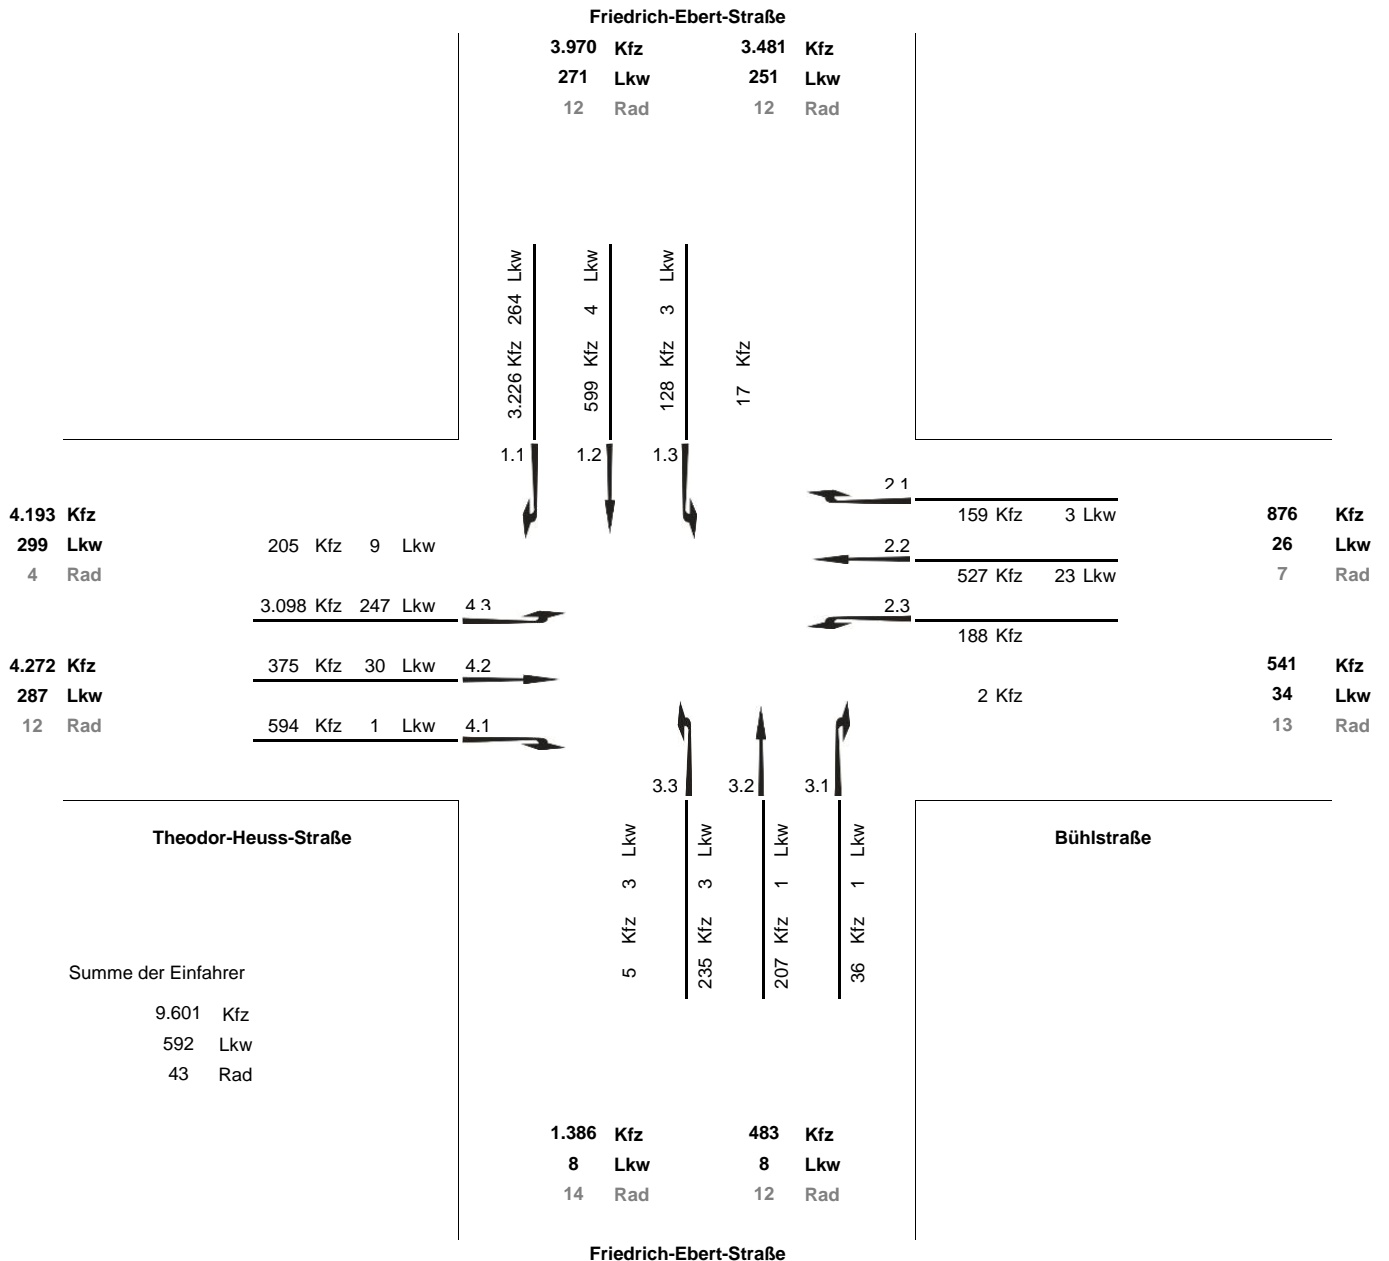 Friedrich-Ebert-Straße
3.970 Kfz 3.481 Kfz
271 Lkw 251 Lkw
12 Rad 12 Rad
3.226 Kfz 264 Lkw
599 Kfz 4 Lkw
128 Kfz 3 Lkw
17 Kfz
1.1 1.2 1.3
4.193 Kfz
299 Lkw
4 Rad
205 Kfz 9 Lkw
3.098 Kfz 247 Lkw 4.3
4.272 Kfz
287 Lkw
12 Rad
375 Kfz 30 Lkw 4.2
594 Kfz 1 Lkw 4.1
2.1
159 Kfz 3 Lkw
2.2
527 Kfz 23 Lkw
2.3
188 Kfz
2 Kfz
876 Kfz
26 Lkw
7 Rad
541 Kfz
34 Lkw
13 Rad
3.3 3.2 3.1
5 Kfz 3 Lkw
235 Kfz 3 Lkw
207 Kfz 1 Lkw
36 Kfz 1 Lkw
Theodor-Heuss-Straße
Bühlstraße
Summe der Einfahrer
9.601 Kfz
592 Lkw
43 Rad
1.386 Kfz 483 Kfz
8 Lkw 8 Lkw
14 Rad 12 Rad
Friedrich-Ebert-Straße